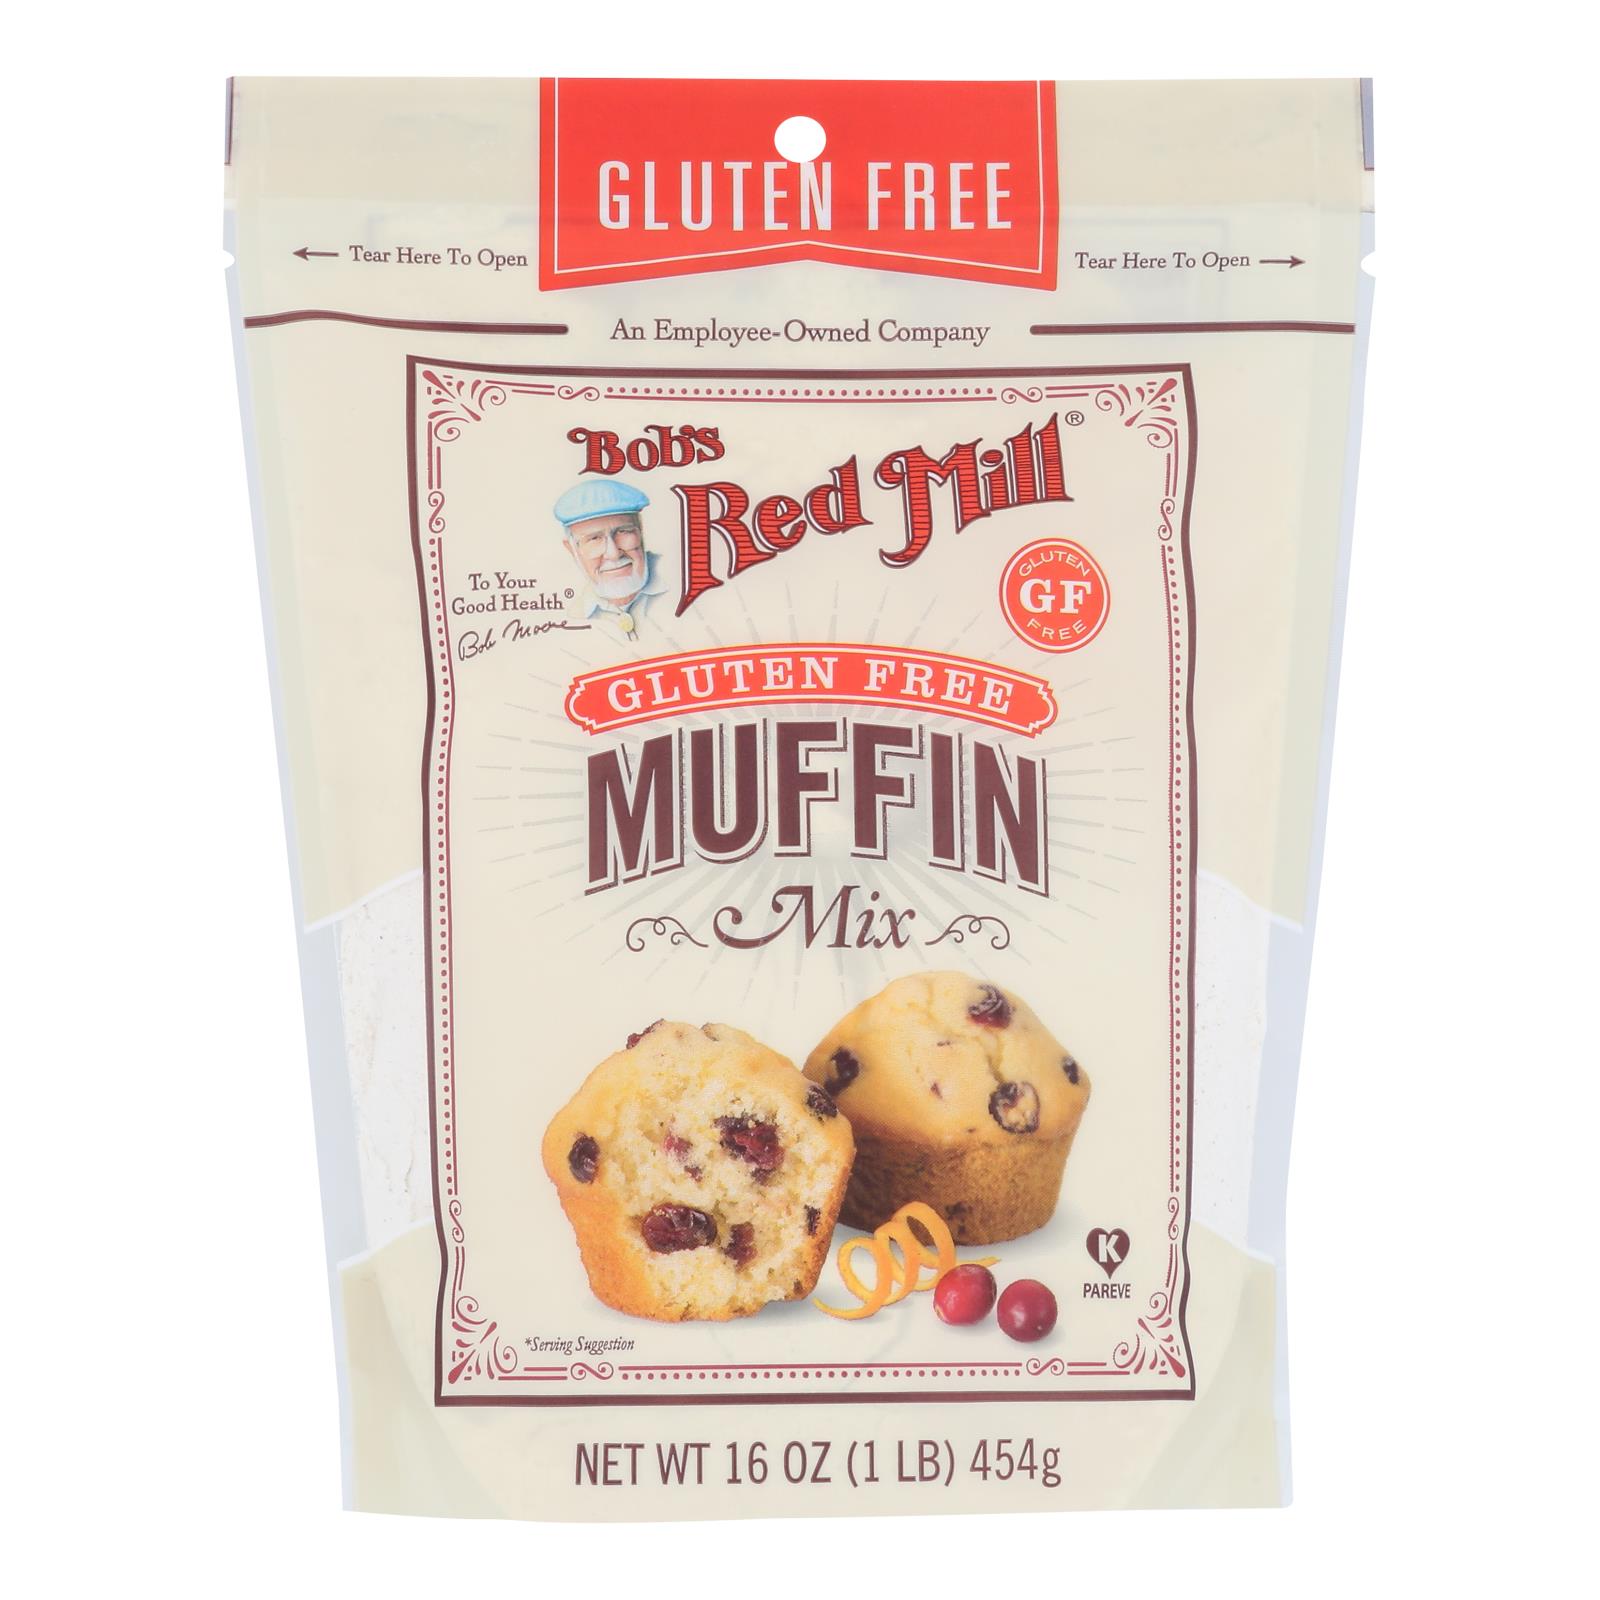 GLUTEN FREE
← Tear Here To Open
Tear Here To Open →
An Employee-Owned Company
Bob's
Red Mill®
To Your
Good Health®
Bob Moore
GLUTEN
GF
FREE
GLUTEN FREE
MUFFIN
Mix
K
PAREVE
*Serving Suggestion
NET WT 16 OZ (1 LB) 454g